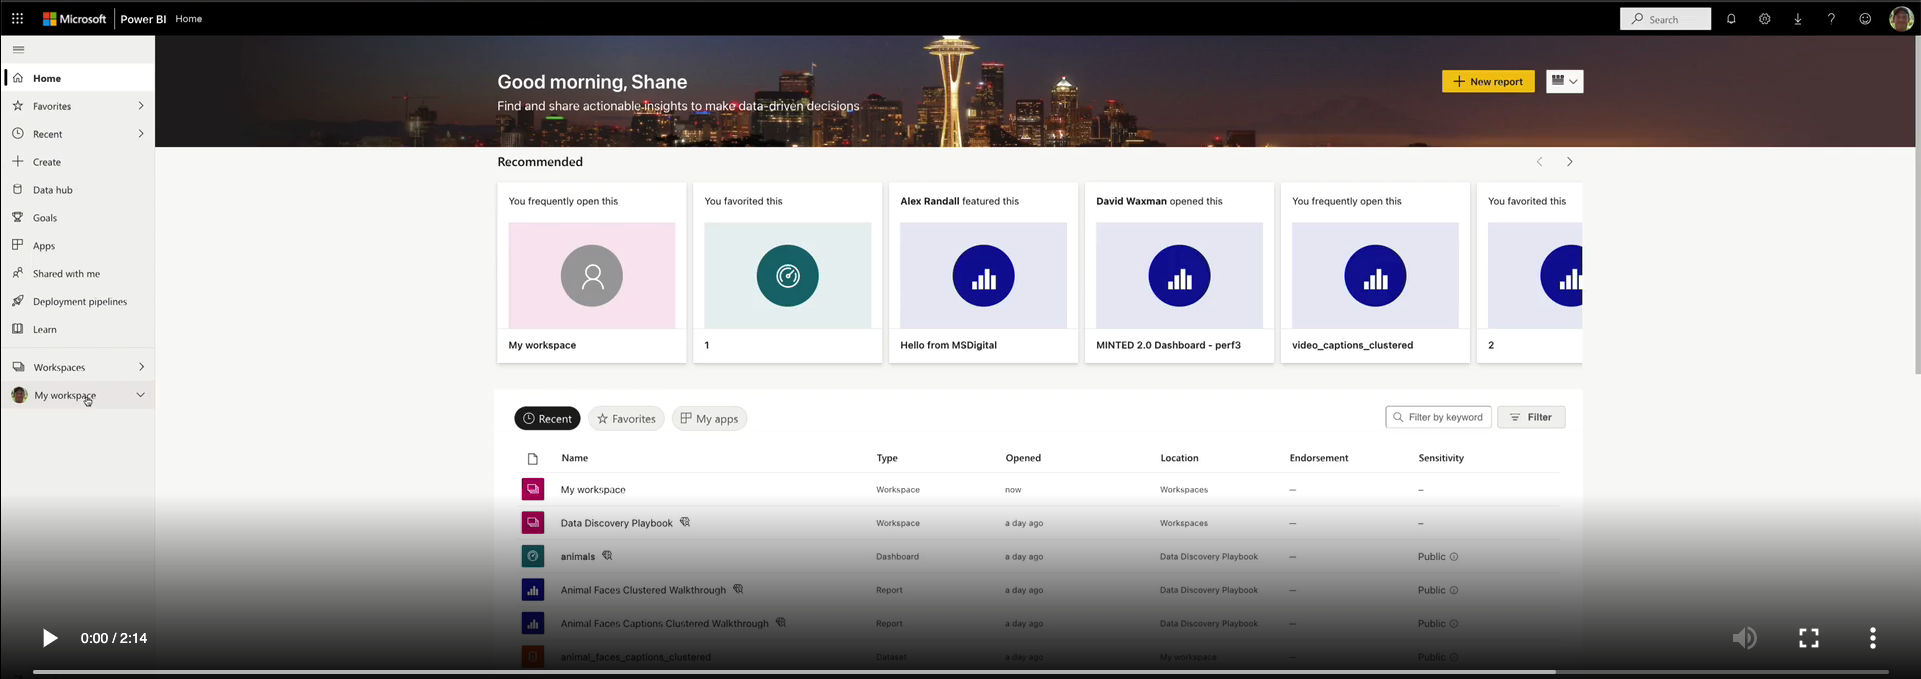 Microsoft Power BI Home
Search
Home
Favorites
Recent
Create
Data hub
Goals
Apps
Shared with me
Deployment pipelines
Learn
Workspaces
My workspace
Good morning, Shane
Find and share actionable insights to make data-driven decisions
New report
Recommended
You frequently open this
My workspace
You favorited this
1
Alex Randall featured this
Hello from MSDigital
David Waxman opened this
MINTED 2.0 Dashboard - perf3
You frequently open this
video_captions_clustered
You favorited this
2
Recent Favorites My apps
Filter by keyword Filter
Name Type Opened Location Endorsement Sensitivity
My workspace Workspace now Workspaces — –
Data Discovery Playbook Workspace a day ago Workspaces — –
animals Dashboard a day ago Data Discovery Playbook — Public
Animal Faces Clustered Walkthrough Report a day ago Data Discovery Playbook — Public
Animal Faces Captions Clustered Walkthrough Report a day ago Data Discovery Playbook — Public
animal_faces_captions_clustered Dataset a day ago My workspace — Public
0:00 / 2:14